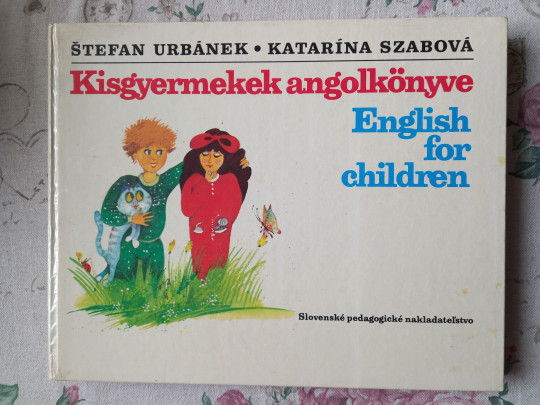 ŠTEFAN URBÁNEK • KATARÍNA SZABOVÁ
Kisgyermekek angolkönyve
English
for
children
Slovenské pedagogické nakladateľstvo